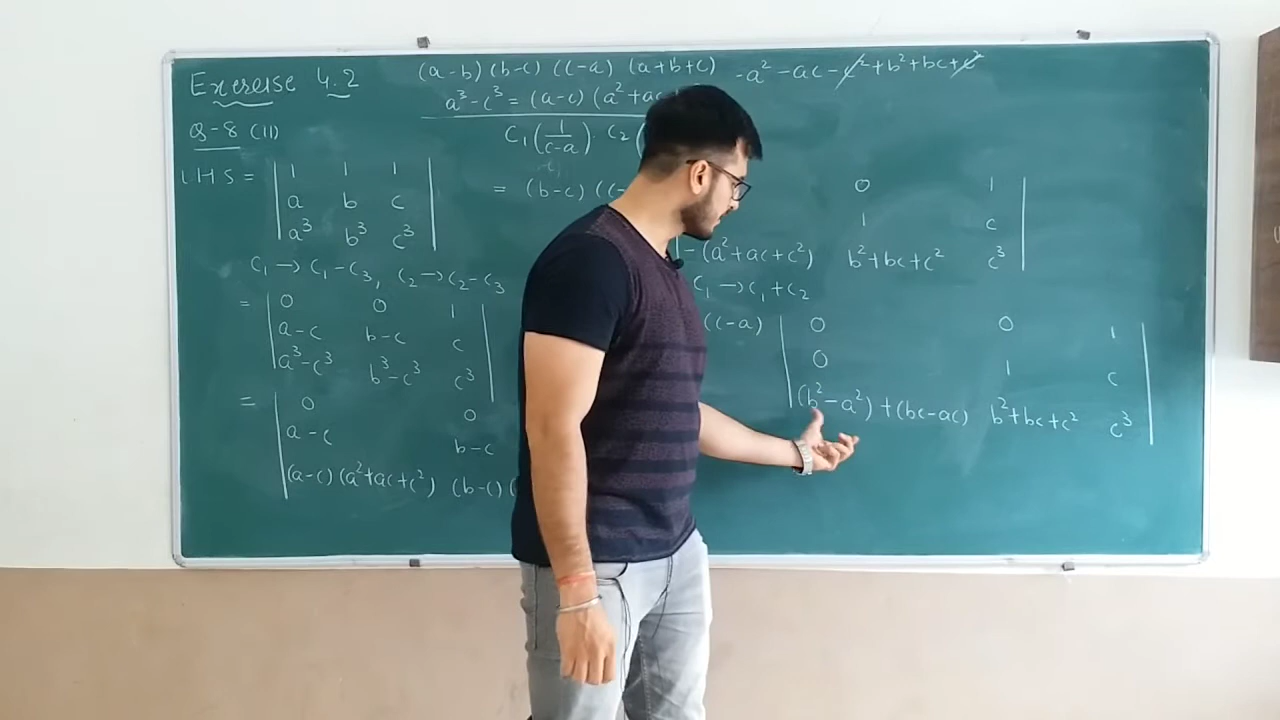 Exercise 4.2
(a-b) (b-c) (c-a) (a+b+c)
-a²-ac-c²+b²+bc+c²
a³-c³ = (a-c) (a²+ac
Q-8 (ii)
C₁(1/c-a). C₂(
LHS = | 1 1 1 |
| a b c |
| a³ b³ c³ |
C₁→C₁-C₃, C₂→C₂-C₃
= | 0 0 1 |
| a-c b-c c |
| a³-c³ b³-c³ c³ |
= | 0 0
| a-c b-c
| (a-c)(a²+ac+c²) (b-c)(
= (b-c) (c-
0 1 |
1 c |
-(a²+ac+c²) b²+bc+c² c³ |
C₁→C₁+C₂
(c-a) | 0 0 1 |
| 0 1 c |
| (b²-a²)+(bc-ac) b²+bc+c² c³ |